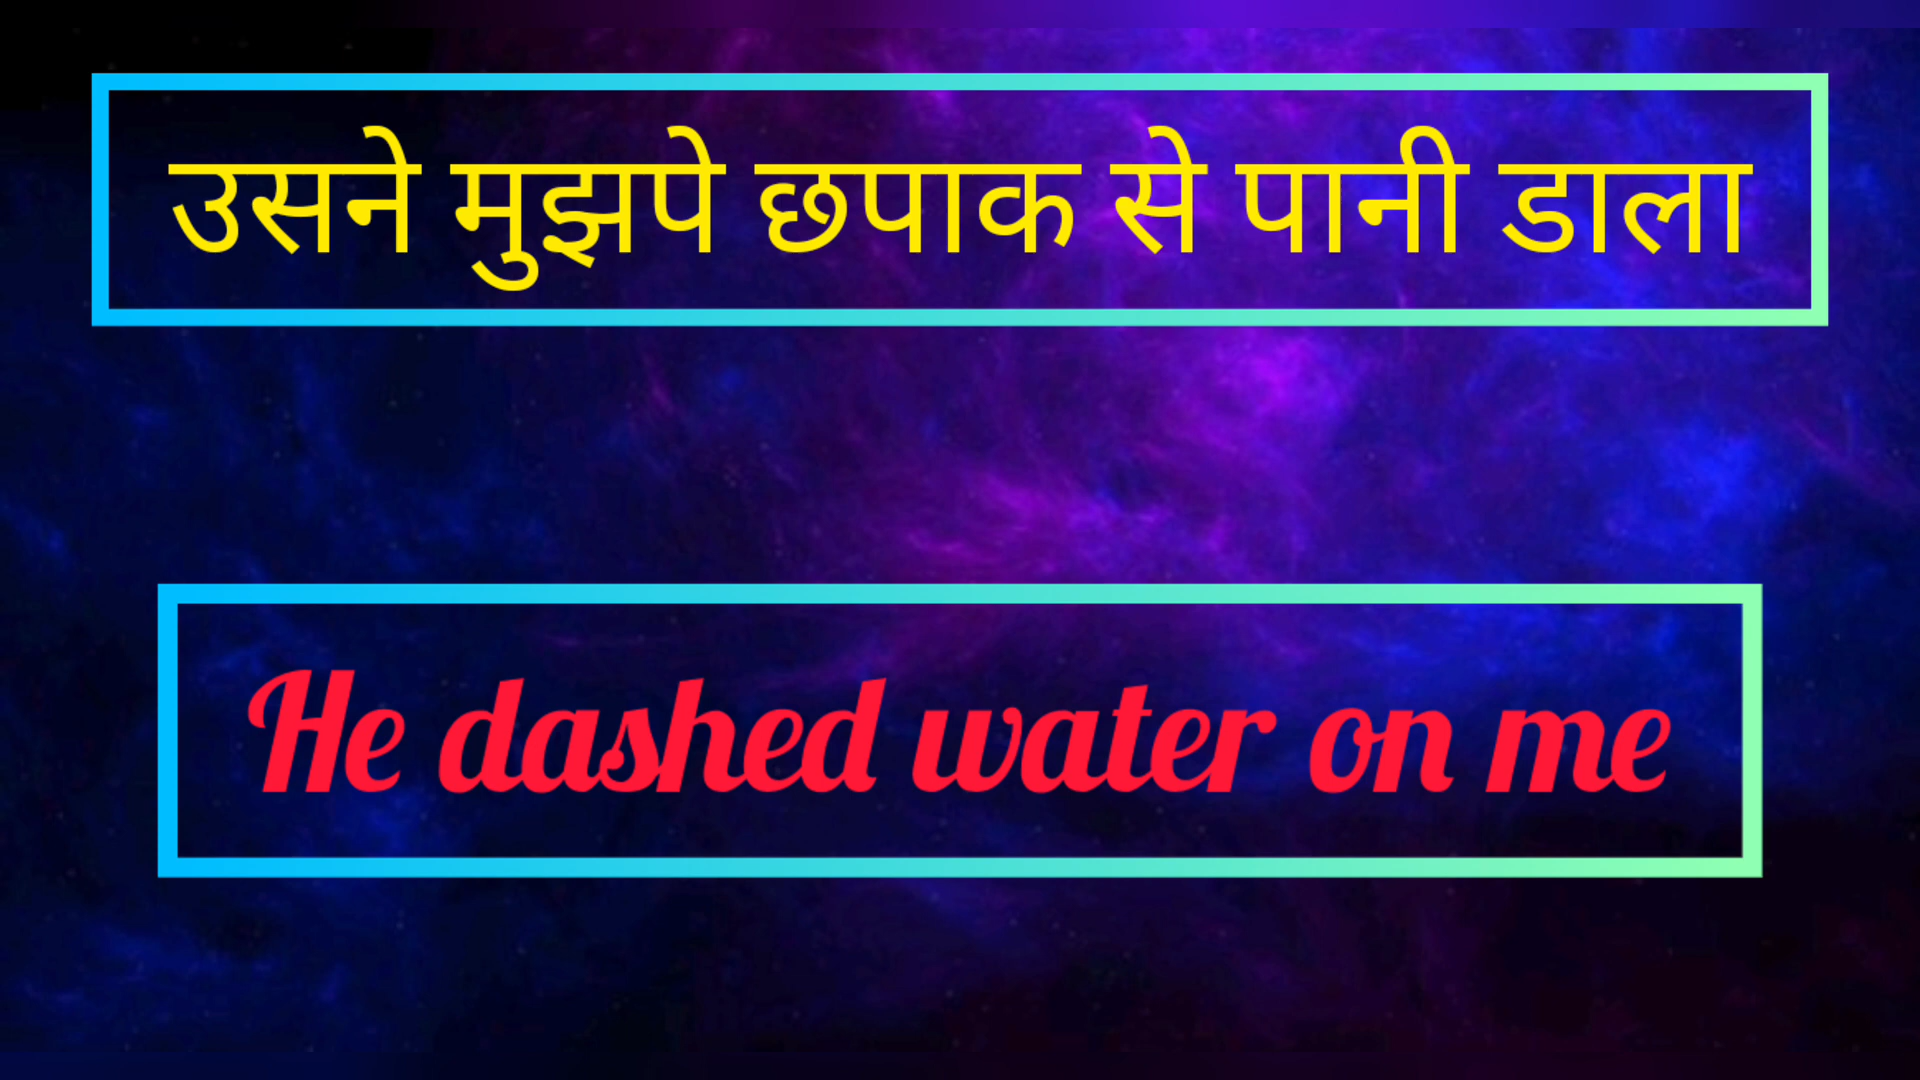 उसने मुझपे छपाक से पानी डाला
He dashed water on me